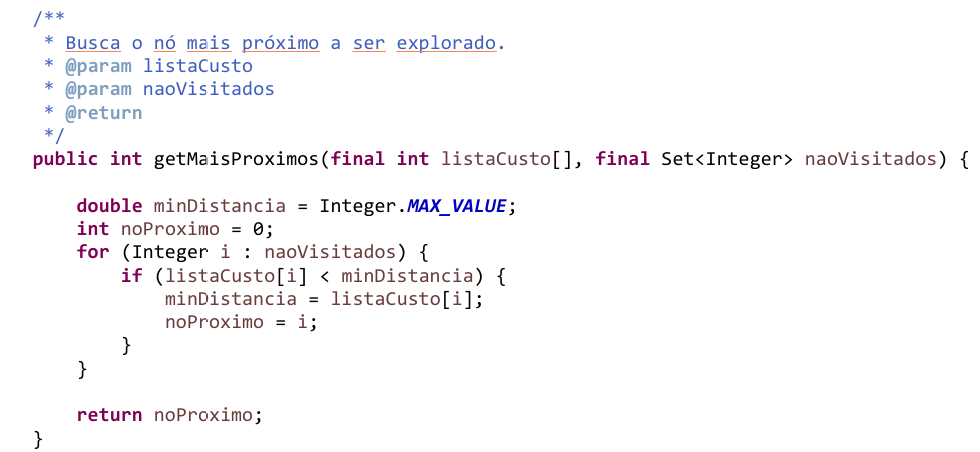 /**
 * Busca o nó mais próximo a ser explorado.
 * @param listaCusto
 * @param naoVisitados
 * @return
 */
public int getMaisProximos(final int listaCusto[], final Set<Integer> naoVisitados) {

    double minDistancia = Integer.MAX_VALUE;
    int noProximo = 0;
    for (Integer i : naoVisitados) {
        if (listaCusto[i] < minDistancia) {
            minDistancia = listaCusto[i];
            noProximo = i;
        }
    }

    return noProximo;
}